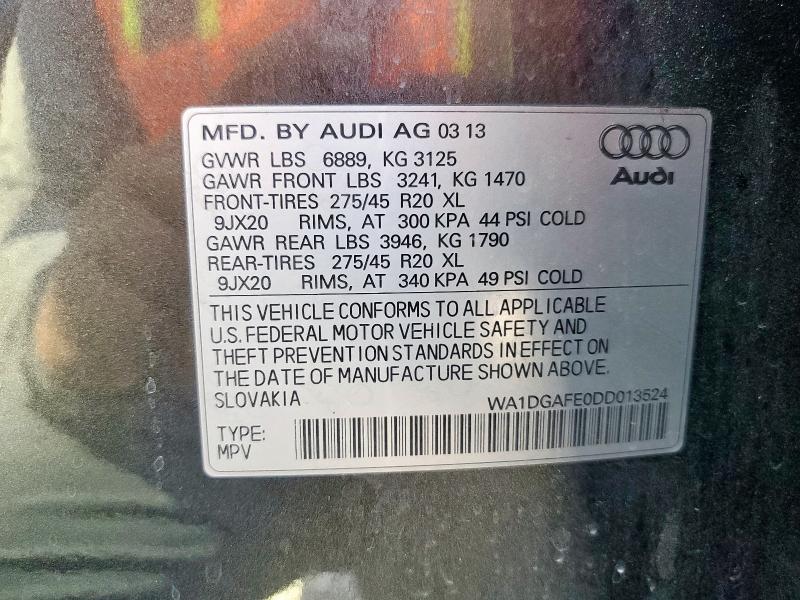 MFD. BY AUDI AG 03 13
GVWR LBS 6889, KG 3125
GAWR FRONT LBS 3241, KG 1470
FRONT-TIRES 275/45 R20 XL
9JX20 RIMS, AT 300 KPA 44 PSI COLD
GAWR REAR LBS 3946, KG 1790
REAR-TIRES 275/45 R20 XL
9JX20 RIMS, AT 340 KPA 49 PSI COLD
Audi
THIS VEHICLE CONFORMS TO ALL APPLICABLE
U.S. FEDERAL MOTOR VEHICLE SAFETY AND
THEFT PREVENTION STANDARDS IN EFFECT ON
THE DATE OF MANUFACTURE SHOWN ABOVE.
SLOVAKIA WA1DGAFE0DD013524
TYPE:
MPV